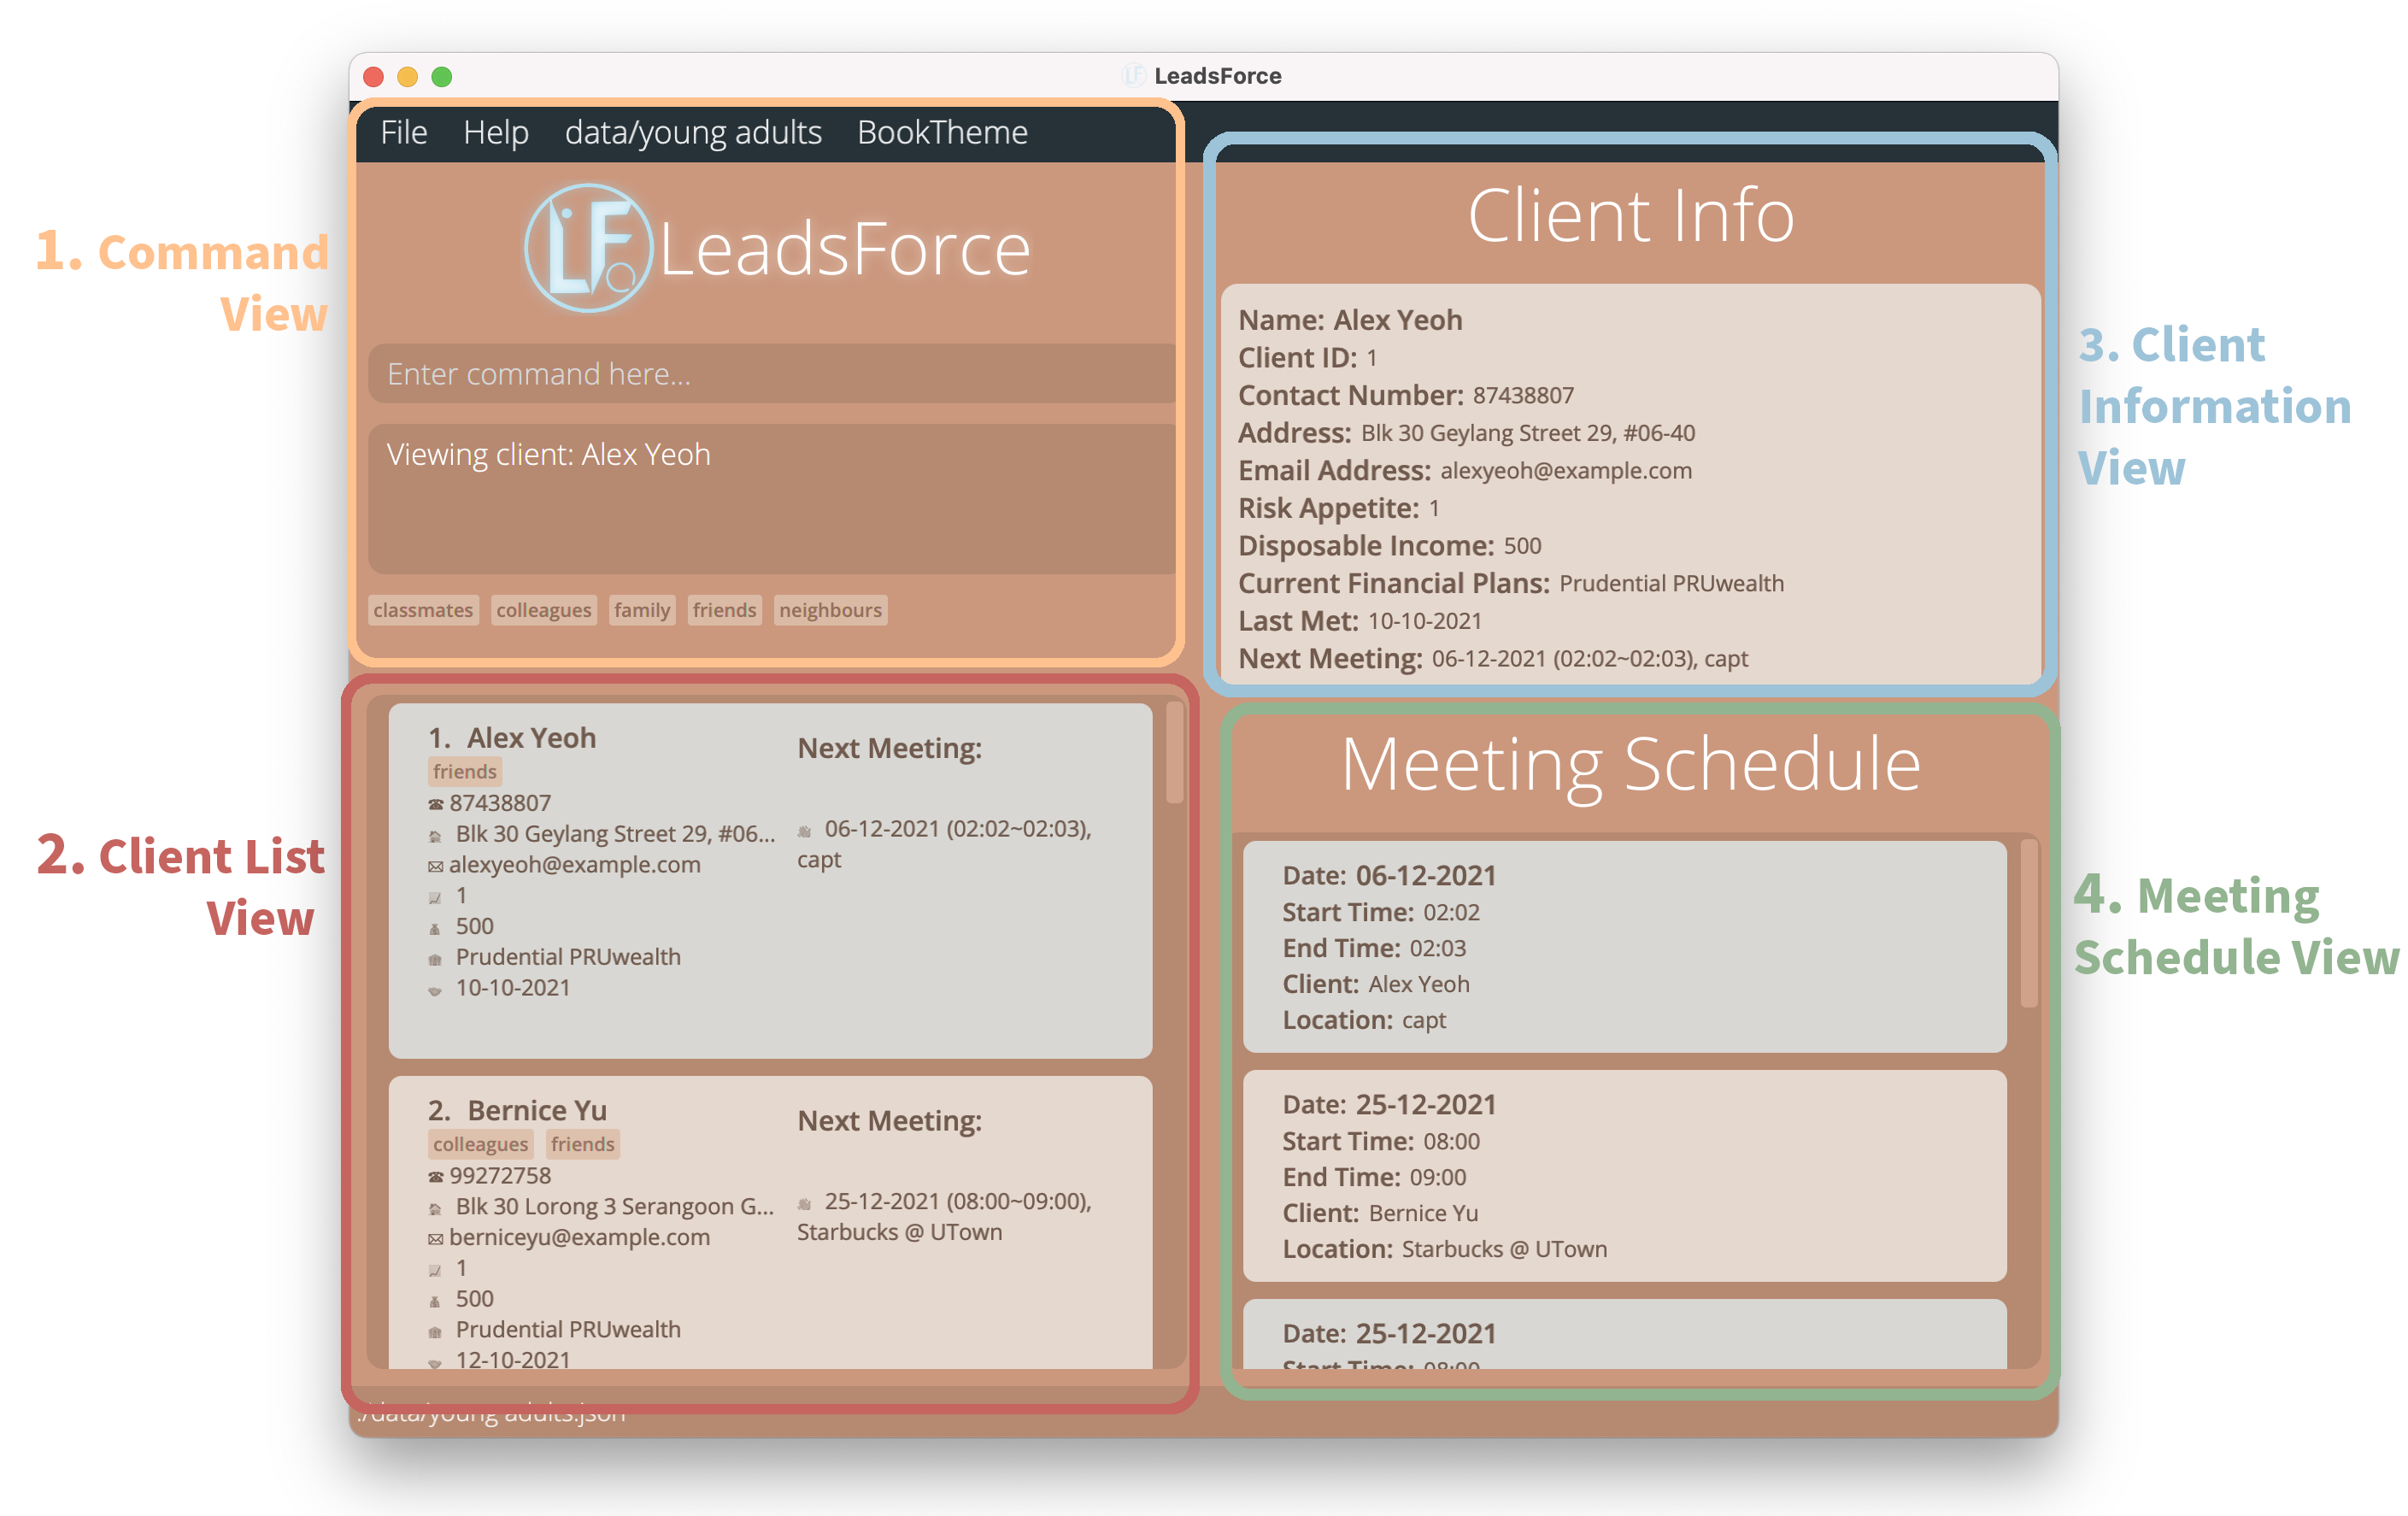 LeadsForce
File Help data/young adults BookTheme
1. Command
View
LeadsForce
Enter command here...
Viewing client: Alex Yeoh
classmates colleagues family friends neighbours
2. Client List
View
1. Alex Yeoh
friends
87438807
Blk 30 Geylang Street 29, #06...
alexyeoh@example.com
1
500
Prudential PRUwealth
10-10-2021
Next Meeting:
06-12-2021 (02:02~02:03),
capt
2. Bernice Yu
colleagues friends
99272758
Blk 30 Lorong 3 Serangoon G...
berniceyu@example.com
1
500
Prudential PRUwealth
12-10-2021
Next Meeting:
25-12-2021 (08:00~09:00),
Starbucks @ UTown
./data/young adults.json
3. Client
Information
View
Client Info
Name: Alex Yeoh
Client ID: 1
Contact Number: 87438807
Address: Blk 30 Geylang Street 29, #06-40
Email Address: alexyeoh@example.com
Risk Appetite: 1
Disposable Income: 500
Current Financial Plans: Prudential PRUwealth
Last Met: 10-10-2021
Next Meeting: 06-12-2021 (02:02~02:03), capt
4. Meeting
Schedule View
Meeting Schedule
Date: 06-12-2021
Start Time: 02:02
End Time: 02:03
Client: Alex Yeoh
Location: capt
Date: 25-12-2021
Start Time: 08:00
End Time: 09:00
Client: Bernice Yu
Location: Starbucks @ UTown
Date: 25-12-2021
Start Time: 08:00